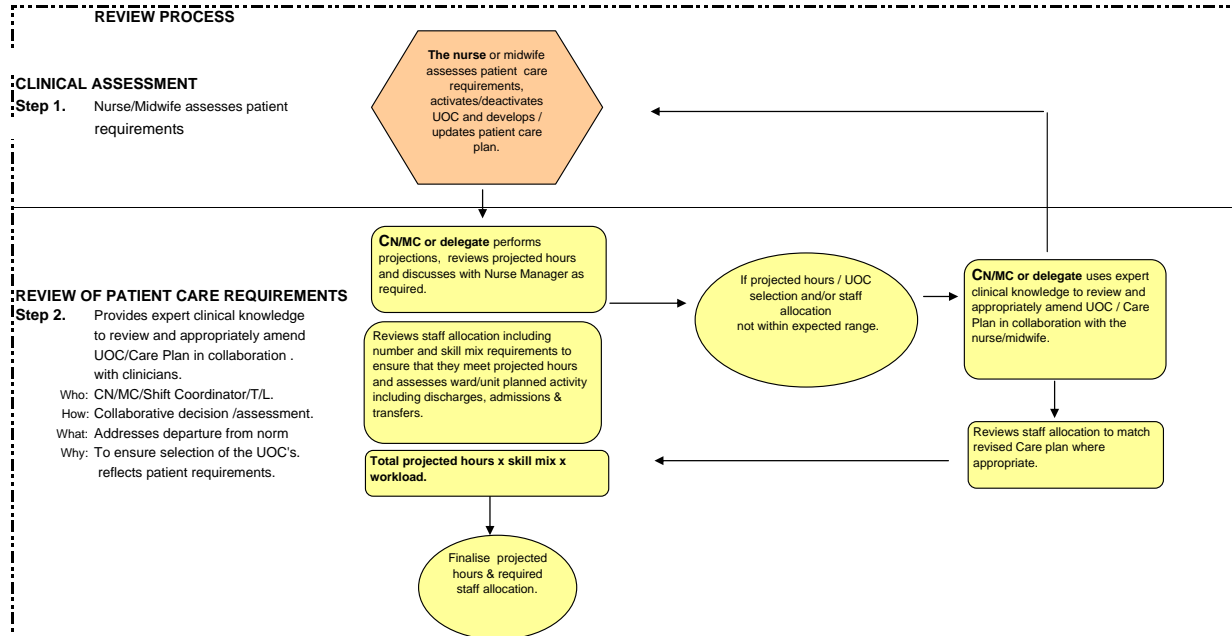 REVIEW PROCESS
CLINICAL ASSESSMENT
Step 1. Nurse/Midwife assesses patient
requirements
The nurse or midwife
assesses patient care
requirements,
activates/deactivates
UOC and develops /
updates patient care
plan.
REVIEW OF PATIENT CARE REQUIREMENTS
Step 2. Provides expert clinical knowledge
to review and appropriately amend
UOC/Care Plan in collaboration .
with clinicians.
Who: CN/MC/Shift Coordinator/T/L.
How: Collaborative decision /assessment.
What: Addresses departure from norm
Why: To ensure selection of the UOC's.
reflects patient requirements.
CN/MC or delegate performs
projections, reviews projected hours
and discusses with Nurse Manager as
required.
Reviews staff allocation including
number and skill mix requirements to
ensure that they meet projected hours
and assesses ward/unit planned activity
including discharges, admissions &
transfers.
Total projected hours x skill mix x
workload.
Finalise projected
hours & required
staff allocation.
If projected hours / UOC
selection and/or staff
allocation
not within expected range.
CN/MC or delegate uses expert
clinical knowledge to review and
appropriately amend UOC / Care
Plan in collaboration with the
nurse/midwife.
Reviews staff allocation to match
revised Care plan where
appropriate.